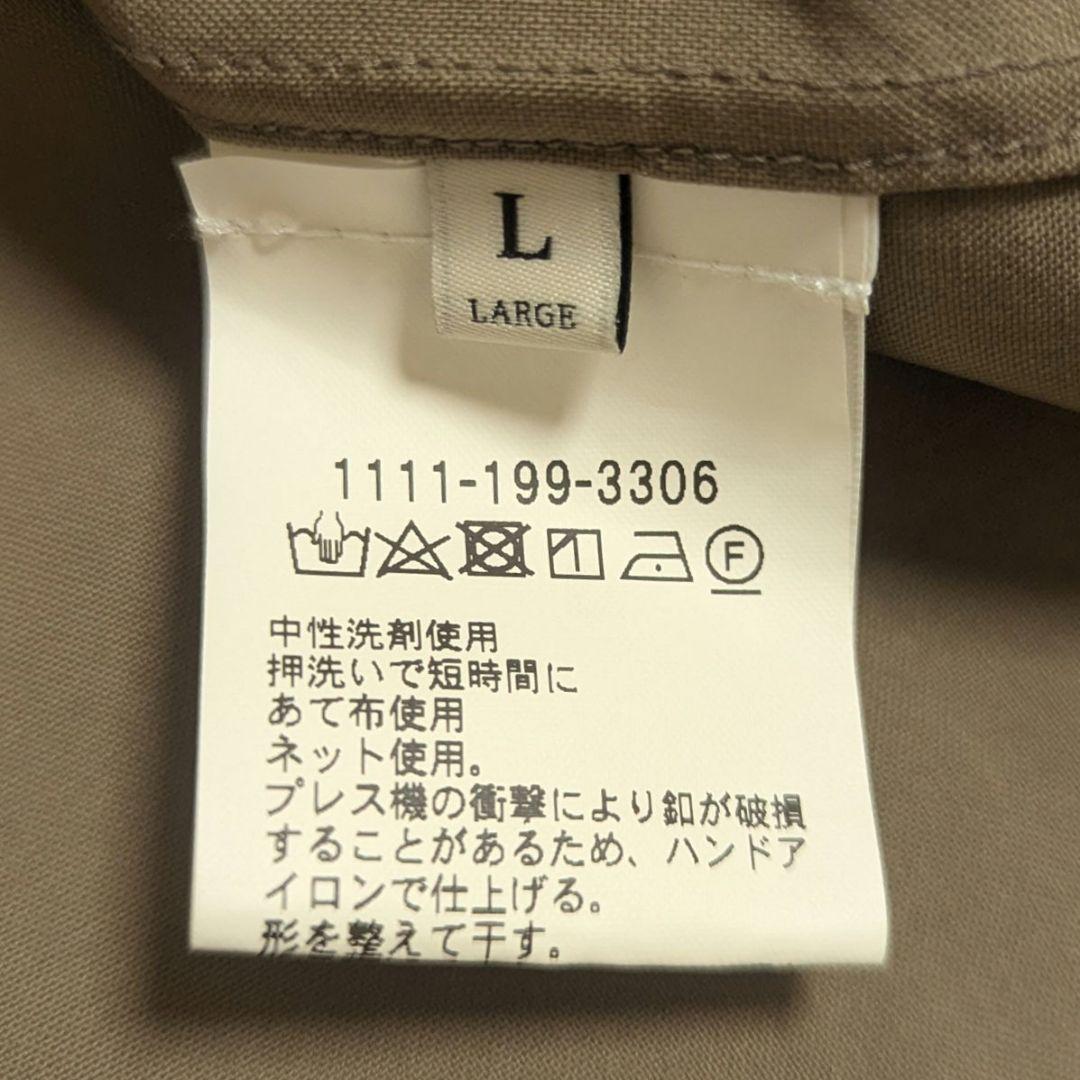 L
LARGE
1111-199-3306
F
中性洗剤使用
押洗いで短時間に
あて布使用
ネット使用。
プレス機の衝撃により釦が破損
することがあるため、ハンドア
イロンで仕上げる。
形を整えて干す。